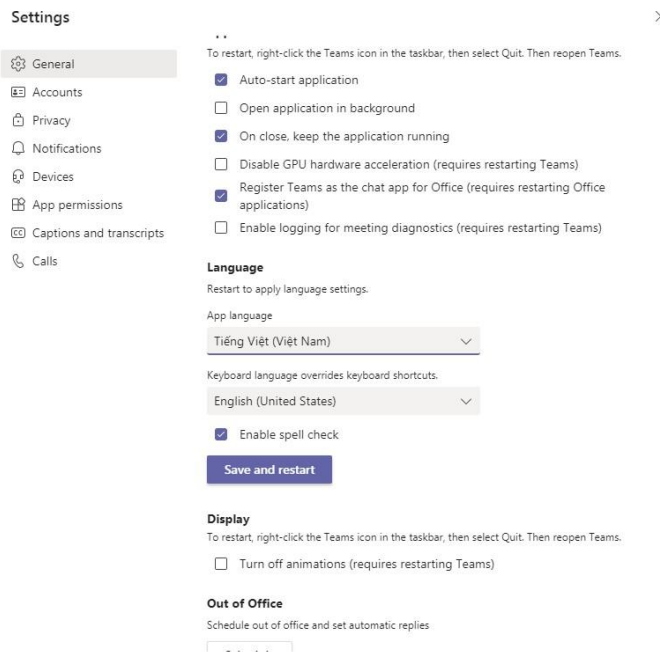 Settings
General
Accounts
Privacy
Notifications
Devices
App permissions
CC Captions and transcripts
Calls
To restart, right-click the Teams icon in the taskbar, then select Quit. Then reopen Teams.
Auto-start application
Open application in background
On close, keep the application running
Disable GPU hardware acceleration (requires restarting Teams)
Register Teams as the chat app for Office (requires restarting Office
applications)
Enable logging for meeting diagnostics (requires restarting Teams)
Language
Restart to apply language settings.
App language
Tiếng Việt (Việt Nam)
Keyboard language overrides keyboard shortcuts.
English (United States)
Enable spell check
Save and restart
Display
To restart, right-click the Teams icon in the taskbar, then select Quit. Then reopen Teams.
Turn off animations (requires restarting Teams)
Out of Office
Schedule out of office and set automatic replies